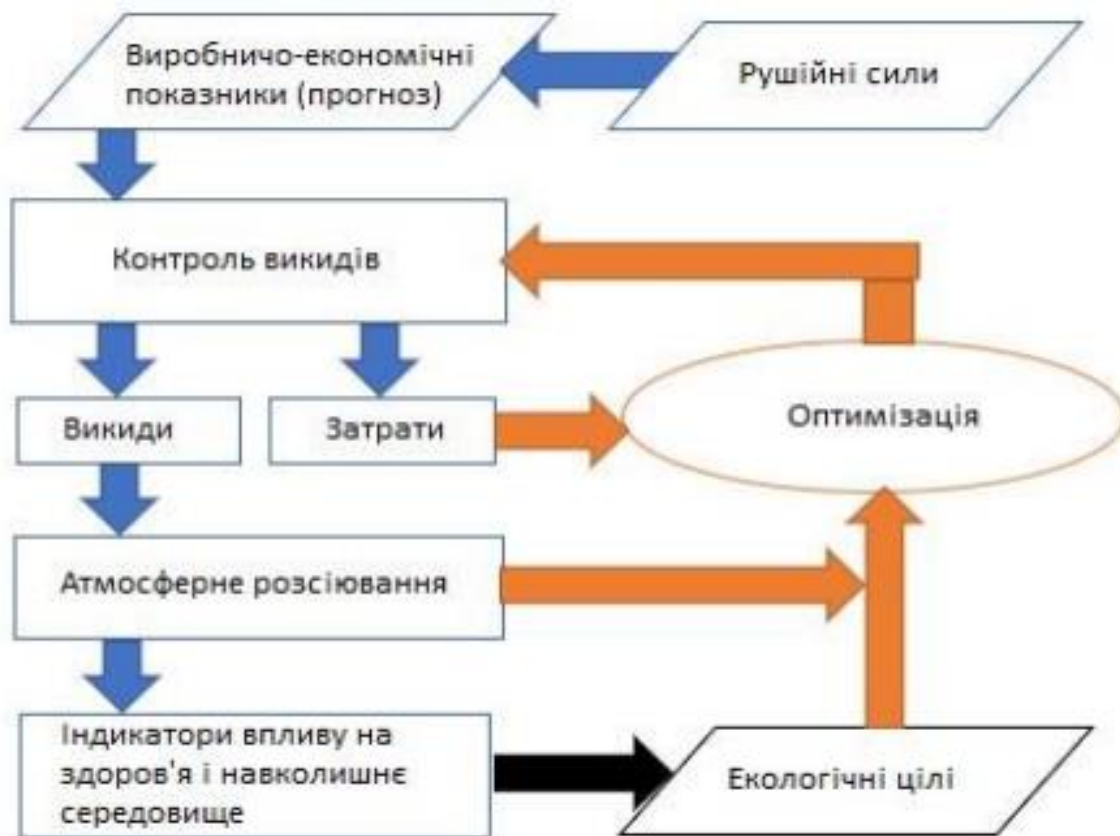 Виробничо-економічні
показники (прогноз)
Рушійні сили
Контроль викидів
Викиди
Затрати
Оптимізація
Атмосферне розсіювання
Індикатори впливу на
здоров'я і навколишнє
середовище
Екологічні цілі